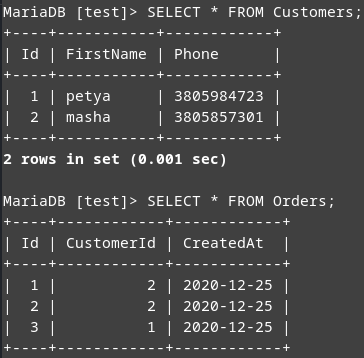 MariaDB [test]> SELECT * FROM Customers;
+----+-----------+------------+
| Id | FirstName | Phone      |
+----+-----------+------------+
|  1 | petya     | 3805984723 |
|  2 | masha     | 3805857301 |
+----+-----------+------------+
2 rows in set (0.001 sec)
MariaDB [test]> SELECT * FROM Orders;
+----+------------+------------+
| Id | CustomerId | CreatedAt  |
+----+------------+------------+
|  1 |          2 | 2020-12-25 |
|  2 |          2 | 2020-12-25 |
|  3 |          1 | 2020-12-25 |
+----+------------+------------+